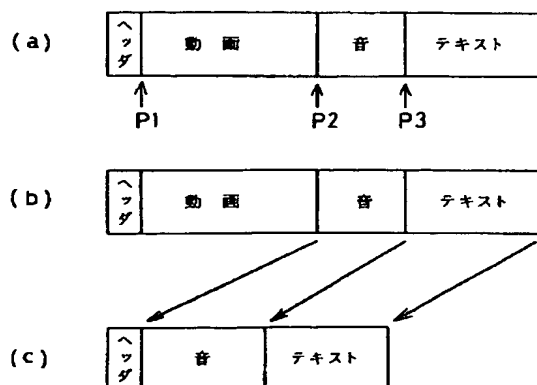 (a) ヘッダ 動画 音 テキスト
P1 P2 P3
(b) ヘッダ 動画 音 テキスト
(c) ヘッダ 音 テキスト